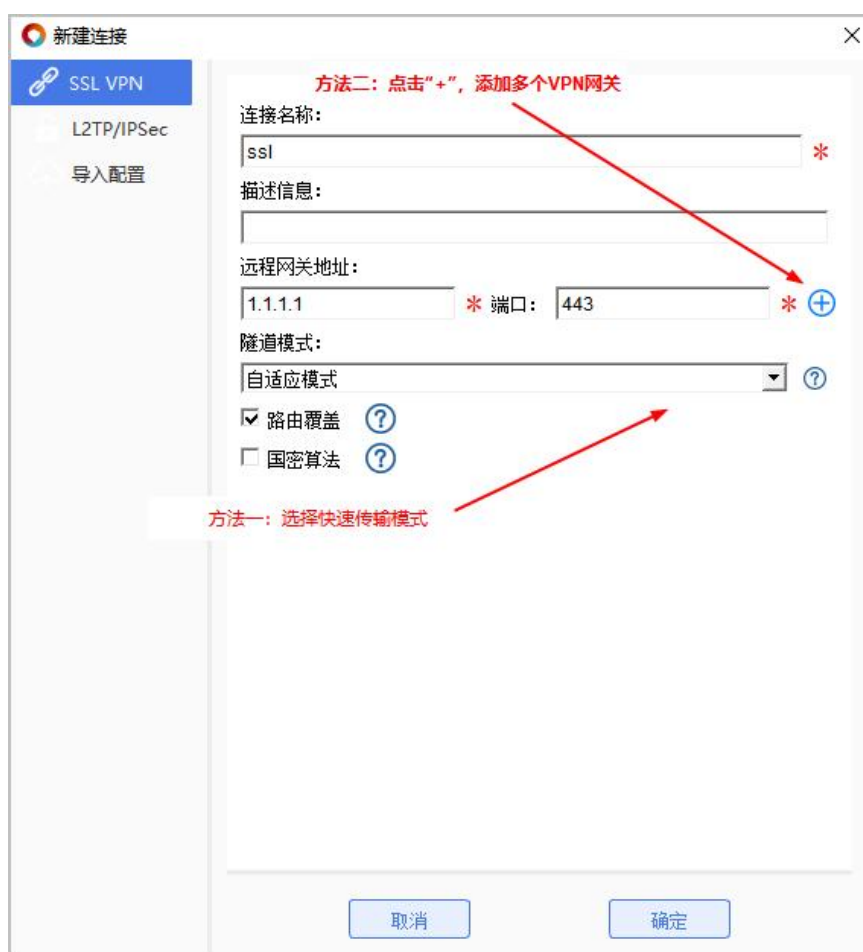 新建连接
SSL VPN
L2TP/IPSec
导入配置
方法二：点击“+”，添加多个VPN网关
连接名称：
ssl *
描述信息：
远程网关地址：
1.1.1.1 * 端口： 443 *
隧道模式：
自适应模式
路由覆盖
国密算法
方法一：选择快速传输模式
取消 确定